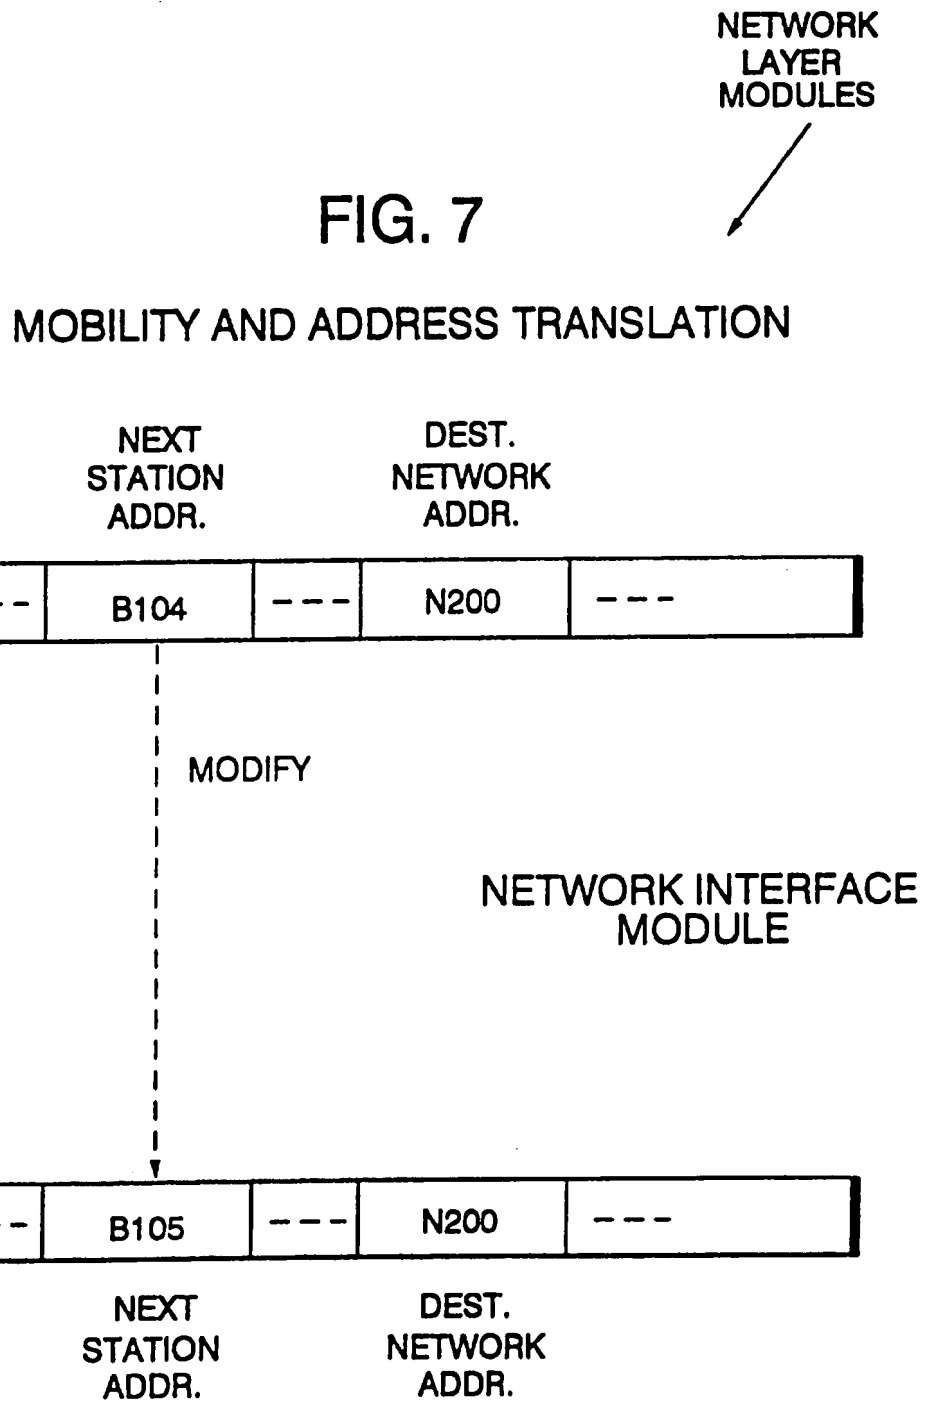 NETWORK
LAYER
MODULES
FIG. 7
MOBILITY AND ADDRESS TRANSLATION
NEXT
STATION
ADDR.
DEST.
NETWORK
ADDR.
-- B104 --- N200 ---
MODIFY
NETWORK INTERFACE
MODULE
-- B105 --- N200 ---
NEXT
STATION
ADDR.
DEST.
NETWORK
ADDR.